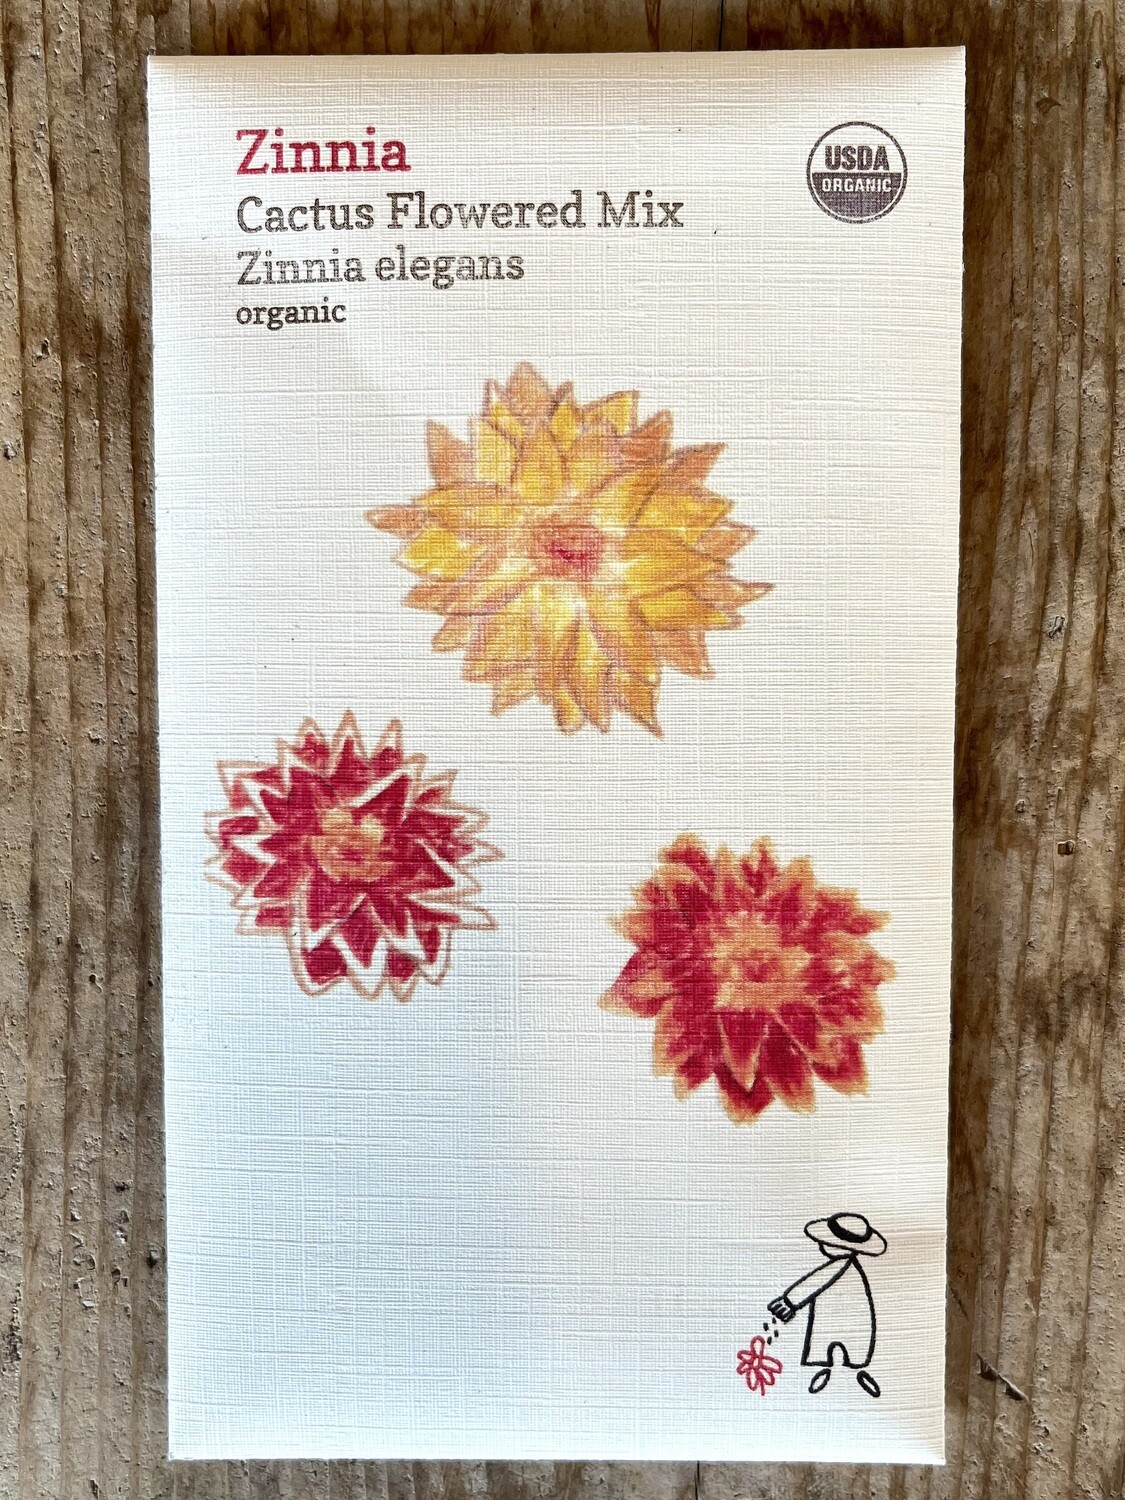 Zinnia
Cactus Flowered Mix
Zinnia elegans
organic
USDA
ORGANIC